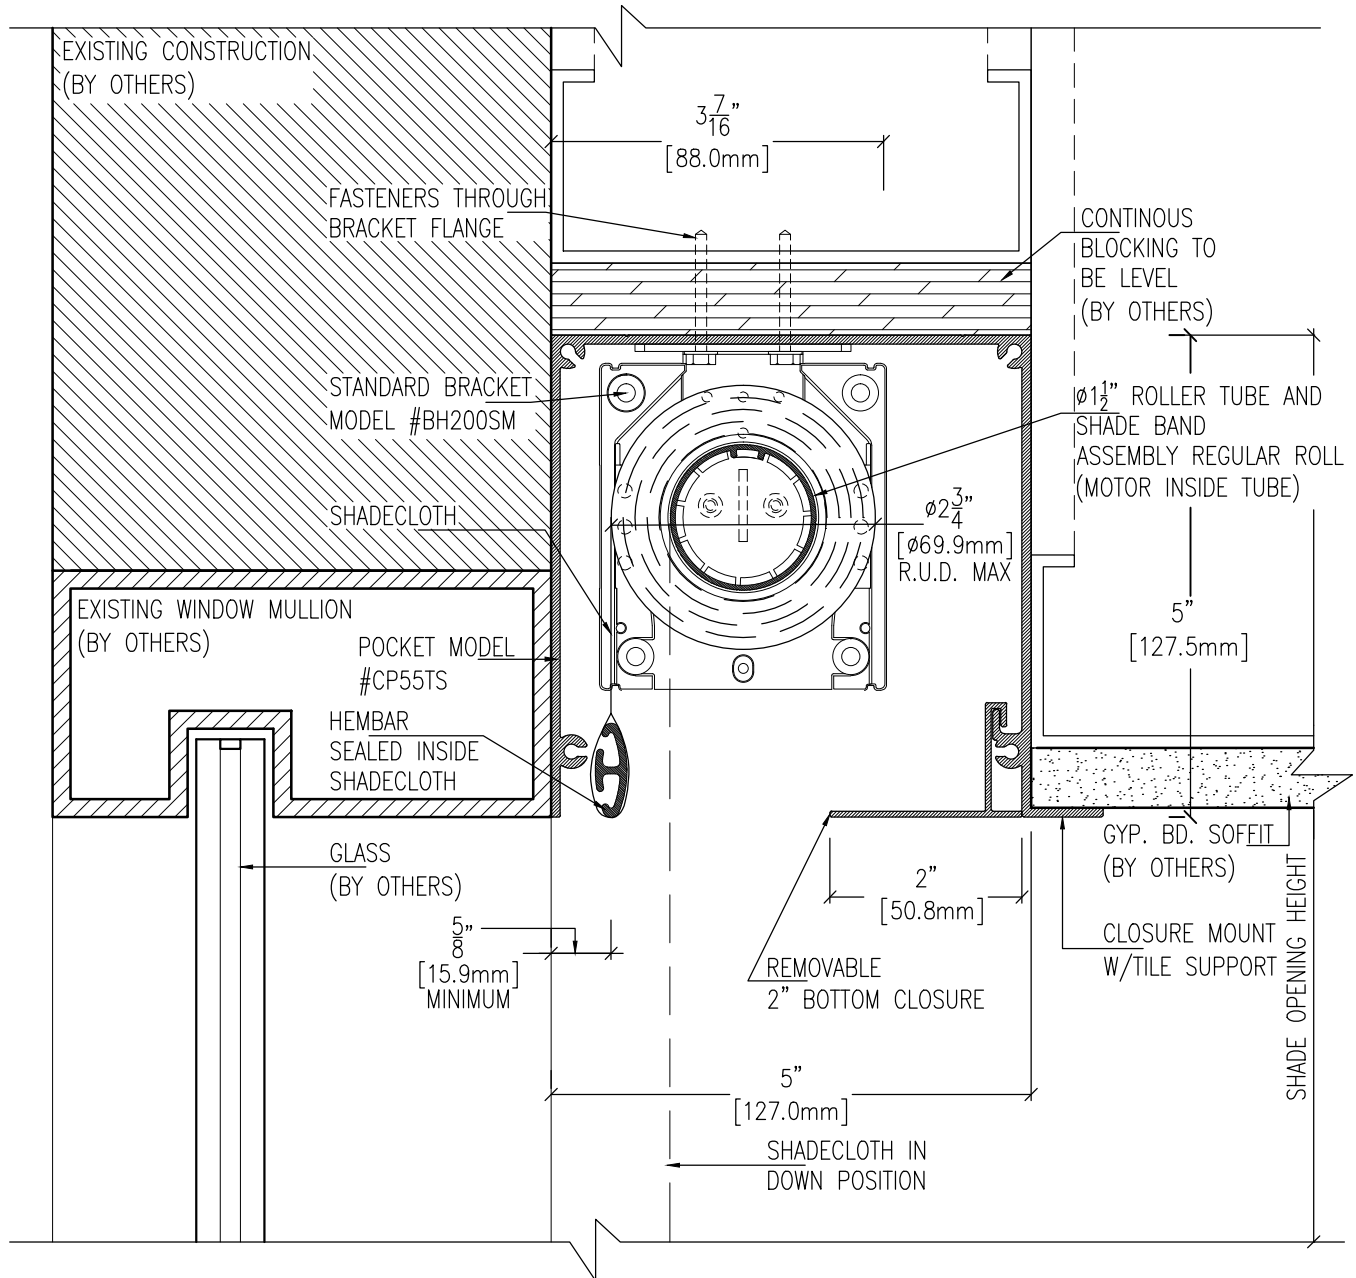 EXISTING CONSTRUCTION
(BY OTHERS)
3 7/16"
[88.0mm]
FASTENERS THROUGH
BRACKET FLANGE
CONTINOUS
BLOCKING TO
BE LEVEL
(BY OTHERS)
STANDARD BRACKET
MODEL #BH200SM
ø1 1/2" ROLLER TUBE AND
SHADE BAND
ASSEMBLY REGULAR ROLL
(MOTOR INSIDE TUBE)
SHADECLOTH
ø2 3/4"
[ø69.9mm]
R.U.D. MAX
EXISTING WINDOW MULLION
(BY OTHERS)
5"
[127.5mm]
POCKET MODEL
#CP55TS
HEMBAR
SEALED INSIDE
SHADECLOTH
GLASS
(BY OTHERS)
GYP. BD. SOFFIT
(BY OTHERS)
2"
[50.8mm]
5/8"
[15.9mm]
MINIMUM
CLOSURE MOUNT
W/TILE SUPPORT
REMOVABLE
2" BOTTOM CLOSURE
SHADE OPENING HEIGHT
5"
[127.0mm]
SHADECLOTH IN
DOWN POSITION